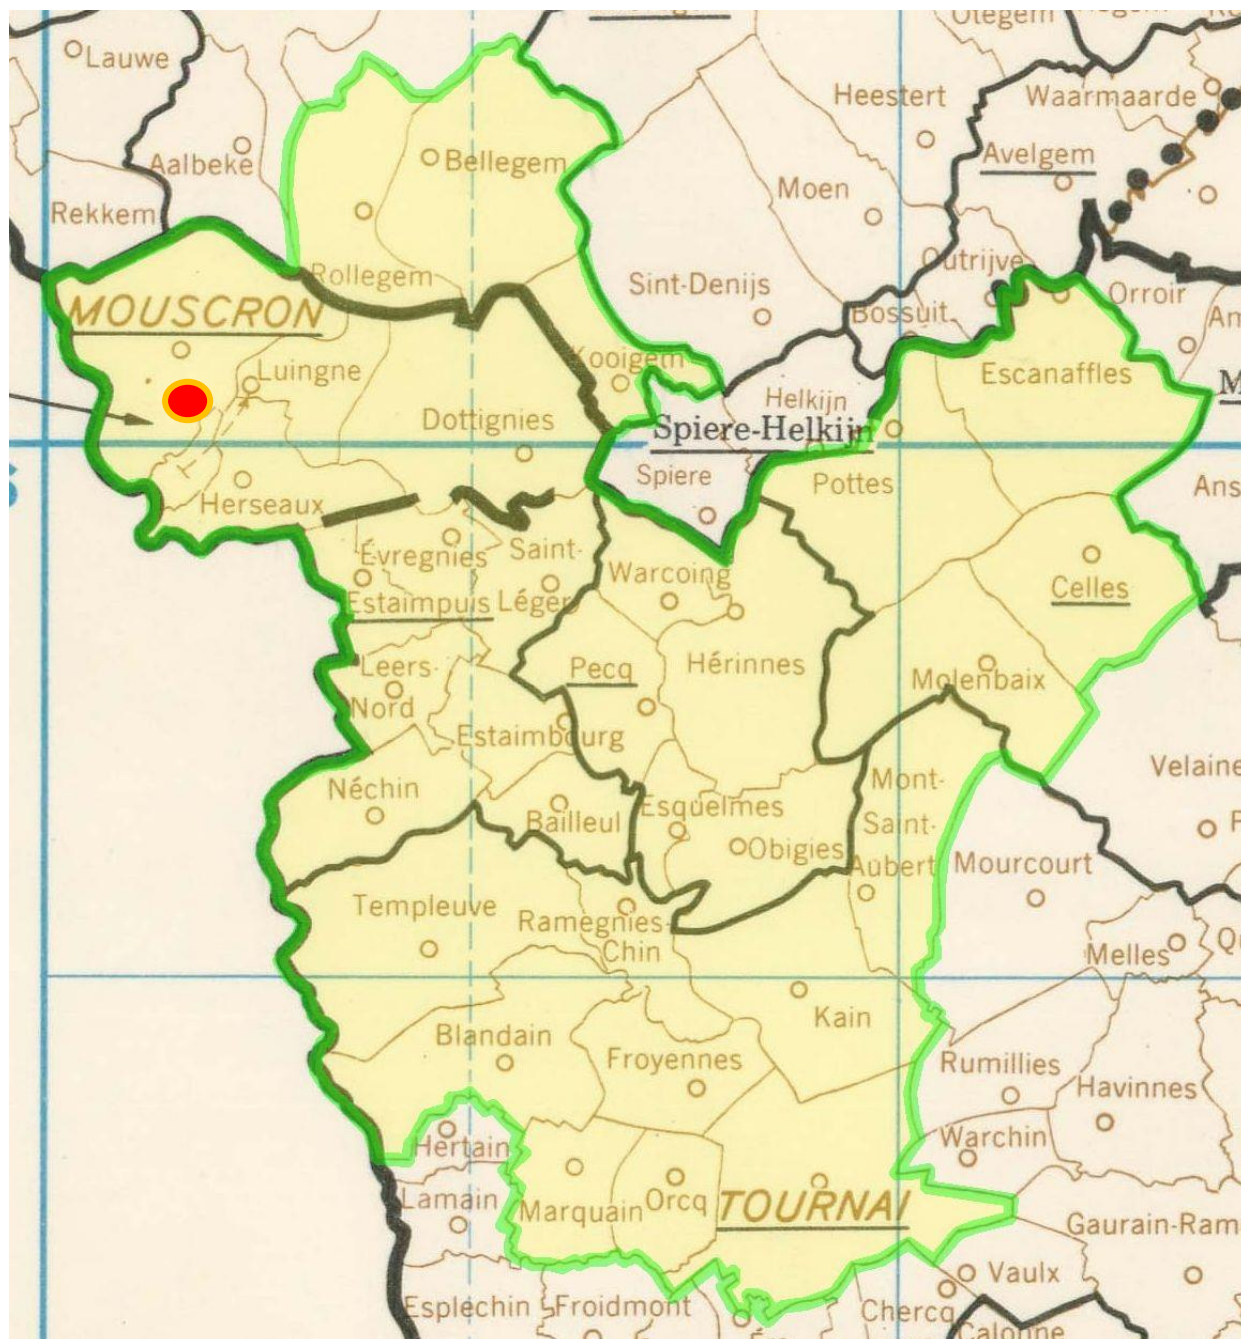 Otegem
Lauwe
Heestert
Waarmaarde
Aalbeke
Bellegem
Avelgem
Moen
Rekkem
Outrijve
Rollegem
Sint-Denijs
Orroir
MOUSCRON
Bossuit
Kooigem
Escanaffles
Luingne
Helkijn
M
Dottignies
Spiere-Helkijn
Spiere
Pottes
Ans
Herseaux
Évregnies
Saint-
Léger
Warcoing
Celles
Estaimpuis
Leers-
Nord
Pecq
Hérinnes
Molenbaix
Estaimbourg
Velaine
Néchin
Mont-
Saint-
Aubert
Bailleul
Esquelmes
Obigies
Mourcourt
Templeuve
Ramegnies-
Chin
Melles
Kain
Blandain
Froyennes
Rumillies
Havinnes
Hertain
Warchin
Lamain
Marquain
Orcq
TOURNAI
Gaurain-Ram
Vaulx
Esplechin
Froidmont
Chercq
Calonne